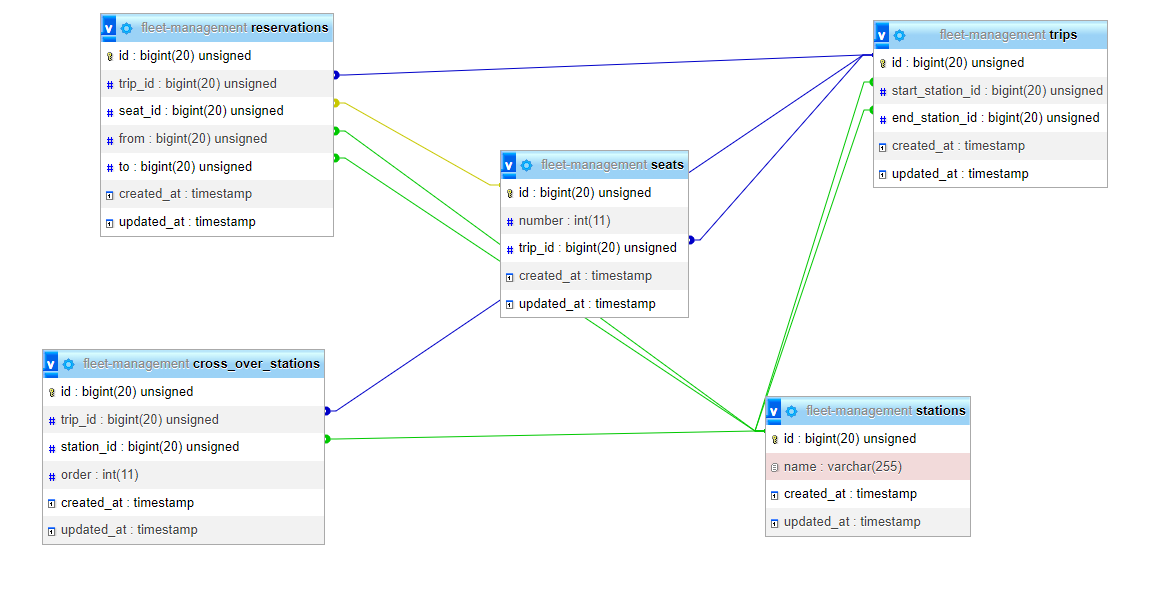 v fleet-management reservations
id : bigint(20) unsigned
# trip_id : bigint(20) unsigned
# seat_id : bigint(20) unsigned
# from : bigint(20) unsigned
# to : bigint(20) unsigned
created_at : timestamp
updated_at : timestamp
v fleet-management trips
id : bigint(20) unsigned
# start_station_id : bigint(20) unsigned
# end_station_id : bigint(20) unsigned
created_at : timestamp
updated_at : timestamp
v fleet-management seats
id : bigint(20) unsigned
# number : int(11)
# trip_id : bigint(20) unsigned
created_at : timestamp
updated_at : timestamp
v fleet-management cross_over_stations
id : bigint(20) unsigned
# trip_id : bigint(20) unsigned
# station_id : bigint(20) unsigned
# order : int(11)
created_at : timestamp
updated_at : timestamp
v fleet-management stations
id : bigint(20) unsigned
name : varchar(255)
created_at : timestamp
updated_at : timestamp